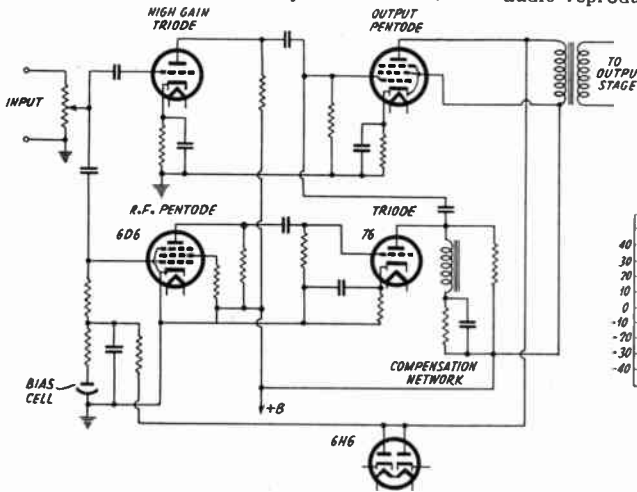 audio reprodu
HIGH GAIN
TRIODE
OUTPUT
PENTODE
INPUT
TO
OUTPUT
STAGE
R.F. PENTODE
6D6
TRIODE
76
40
30
20
10
0
-10
-20
-30
-40
COMPENSATION
NETWORK
BIAS
CELL
+B
6H6